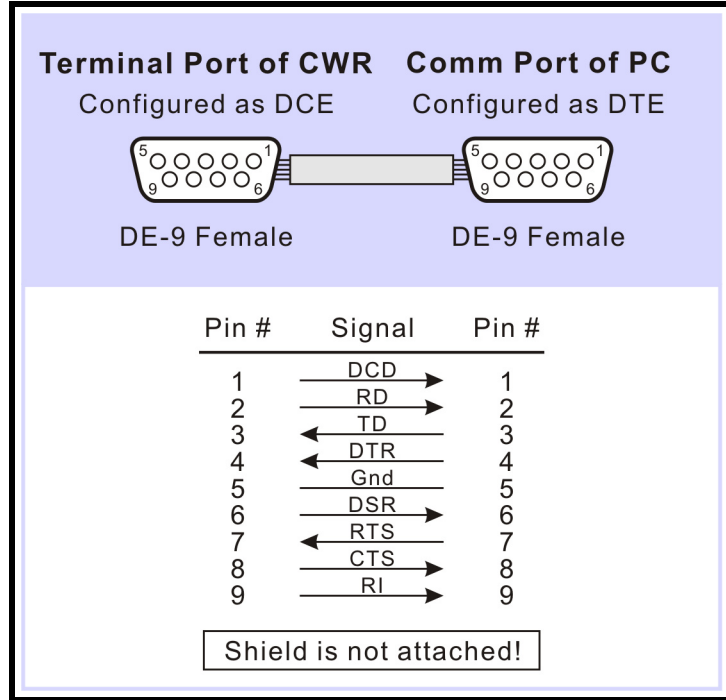 Terminal Port of CWR Comm Port of PC
Configured as DCE Configured as DTE
5 1 5 1
9 6 9 6
DE-9 Female DE-9 Female
Pin # Signal Pin #
1 DCD 1
2 RD 2
3 TD 3
4 DTR 4
5 Gnd 5
6 DSR 6
7 RTS 7
8 CTS 8
9 RI 9
Shield is not attached!